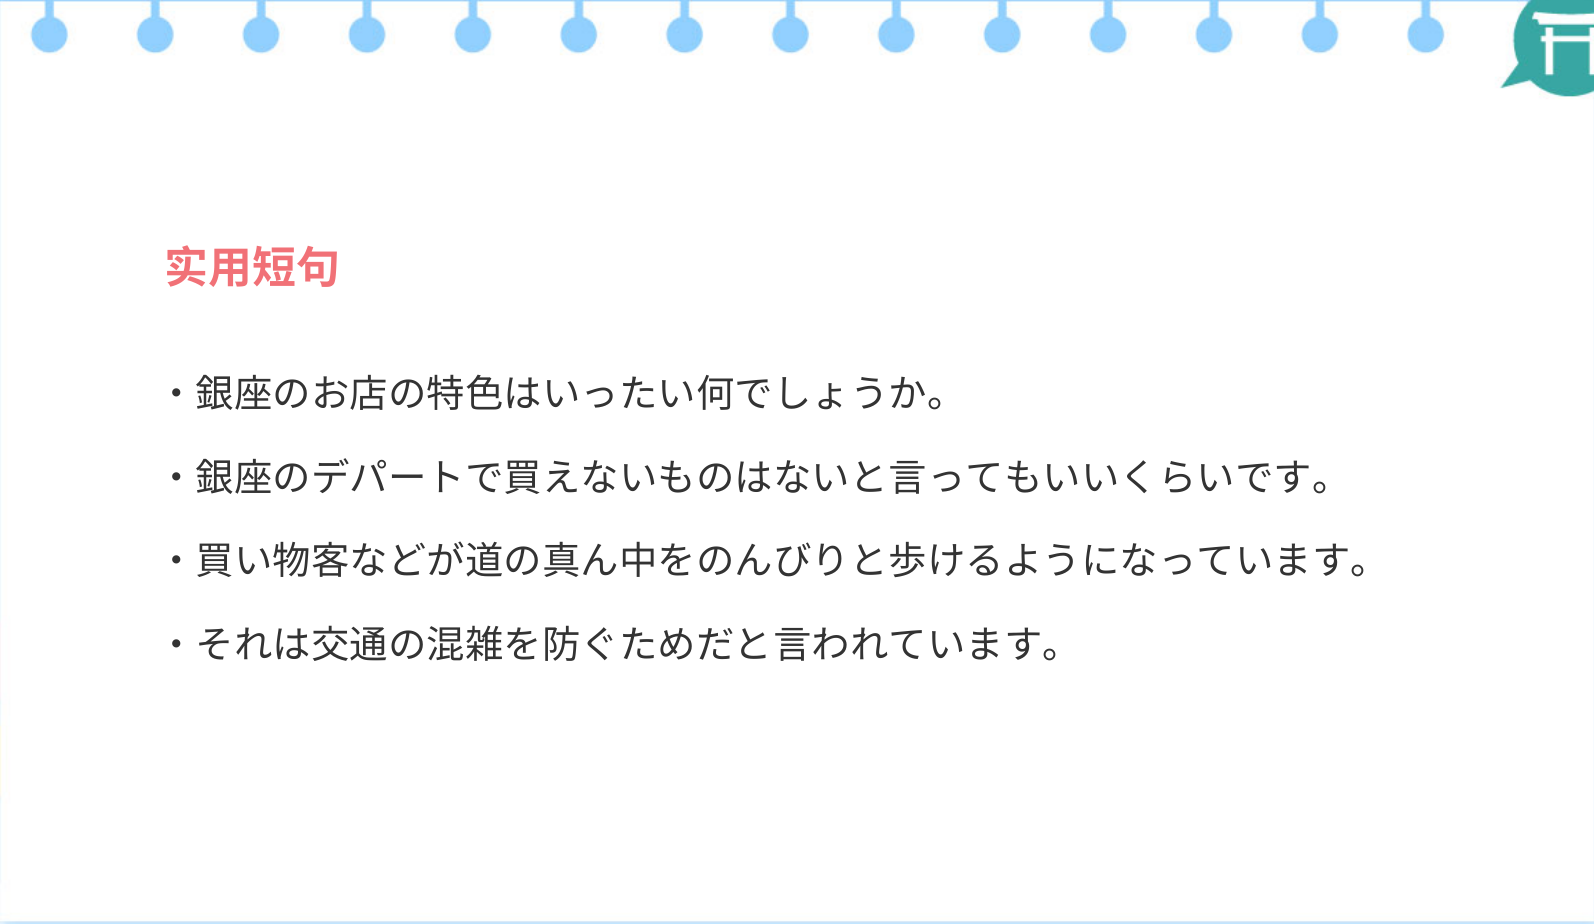 实用短句
・銀座のお店の特色はいったい何でしょうか。
・銀座のデパートで買えないものはないと言ってもいいくらいです。
・買い物客などが道の真ん中をのんびりと歩けるようになっています。
・それは交通の混雑を防ぐためだと言われています。